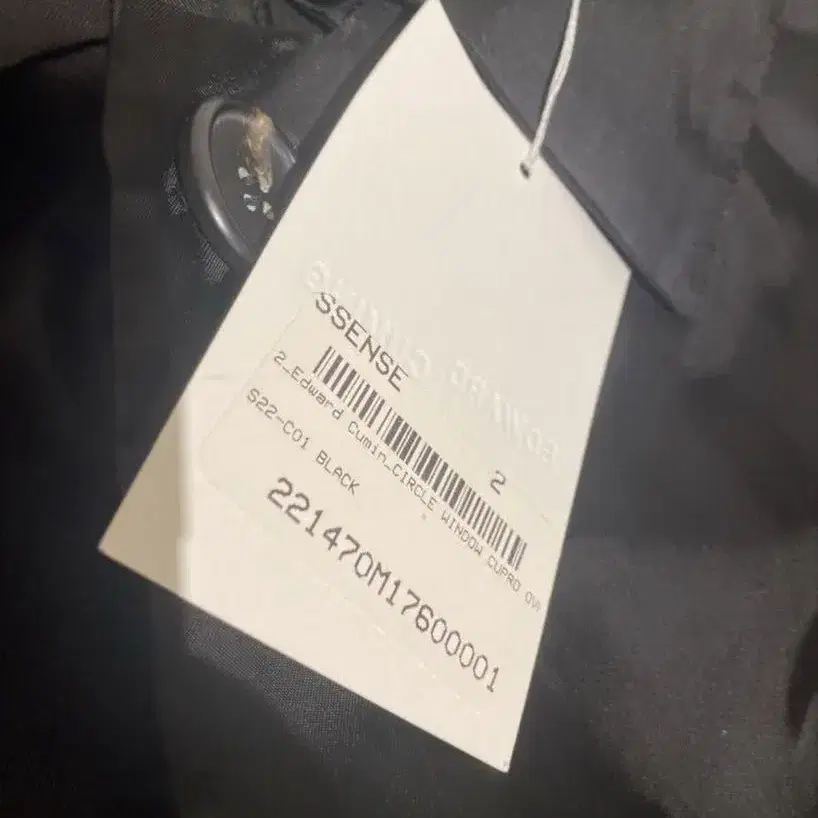 SSENSE
2
2_Edward Cumin_CIRCLE WINDOW CUPRO OV
S22-C01 BLACK
221470M17600001